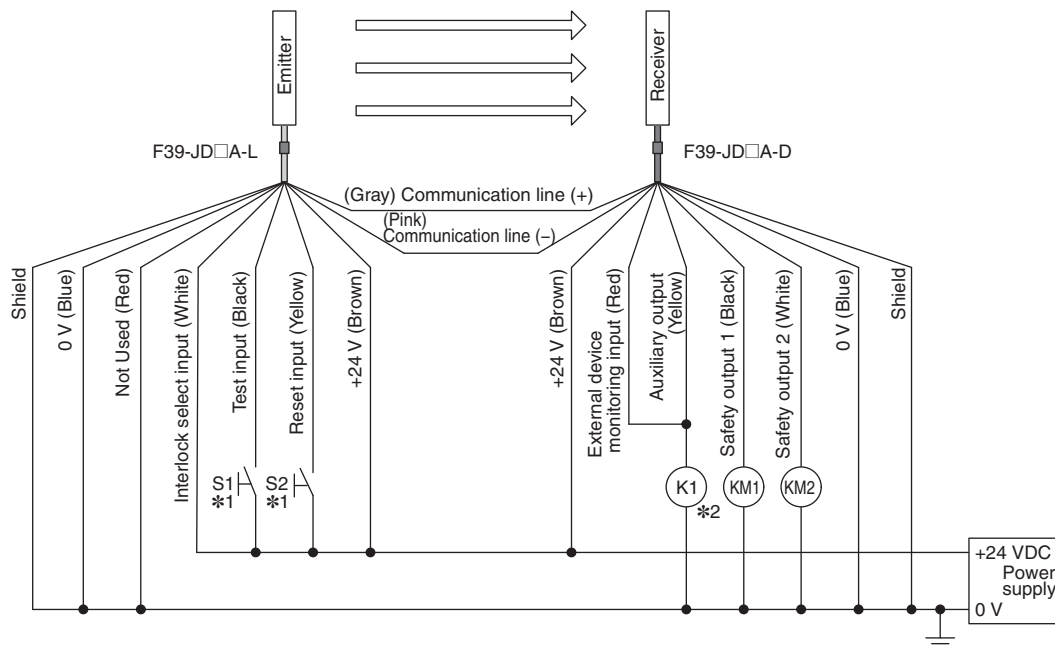 Emitter
Receiver
F39-JD□A-L
F39-JD□A-D
(Gray) Communication line (+)
(Pink)
Communication line (–)
Shield
0 V (Blue)
Not Used (Red)
Interlock select input (White)
Test input (Black)
Reset input (Yellow)
+24 V (Brown)
+24 V (Brown)
External device
monitoring input (Red)
Auxiliary output
(Yellow)
Safety output 1 (Black)
Safety output 2 (White)
0 V (Blue)
Shield
S1
✻1
S2
✻1
K1
✻2
KM1
KM2
+24 VDC
Power
supply
0 V